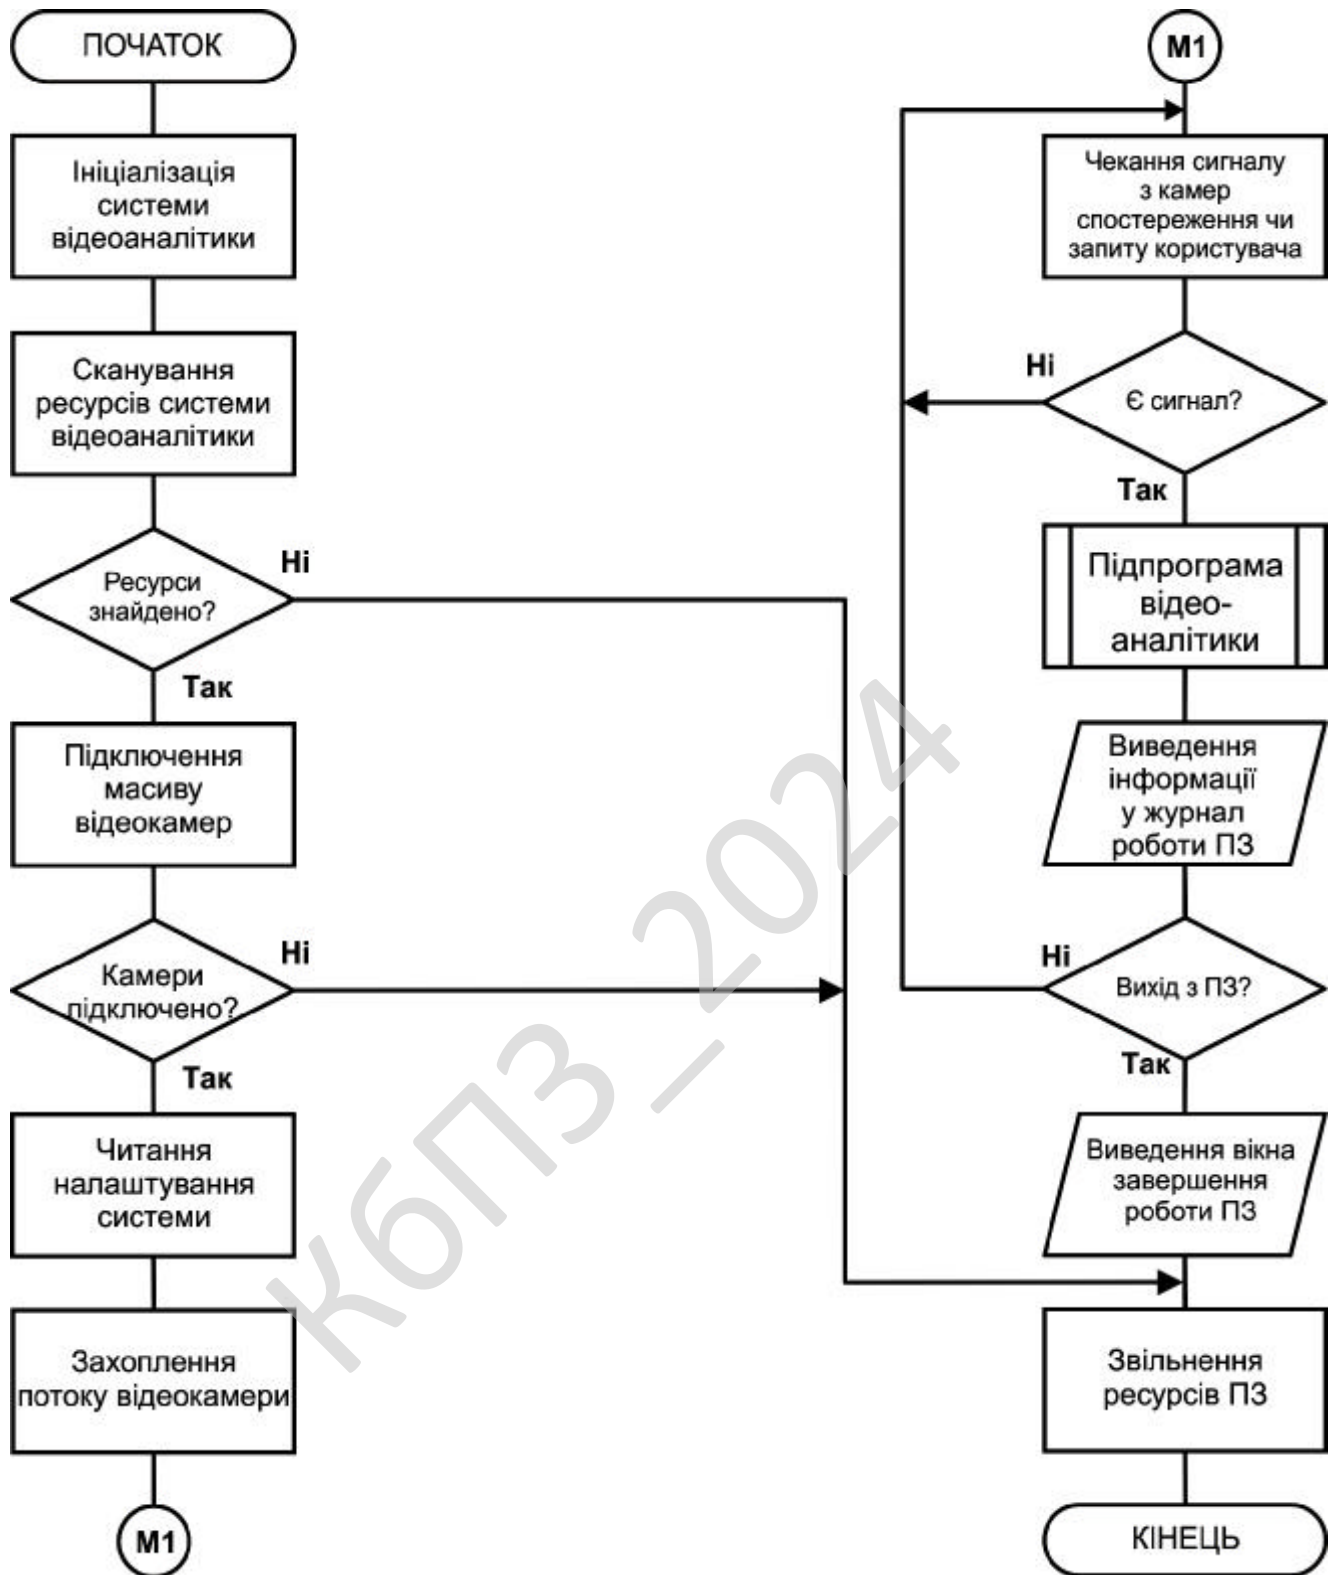 ПОЧАТОК
Ініціалізація
системи
відеоаналітики
Сканування
ресурсів системи
відеоаналітики
Ресурси
знайдено?
Ні
Так
Підключення
масиву
відеокамер
Камери
підключено?
Ні
Так
Читання
налаштування
системи
Захоплення
потоку відеокамери
М1
М1
Чекання сигналу
з камер
спостереження чи
запиту користувача
Є сигнал?
Ні
Так
Підпрограма
відео-
аналітики
Виведення
інформації
у журнал
роботи ПЗ
Вихід з ПЗ?
Ні
Так
Виведення вікна
завершення
роботи ПЗ
Звільнення
ресурсів ПЗ
КІНЕЦЬ
КбПЗ_2024